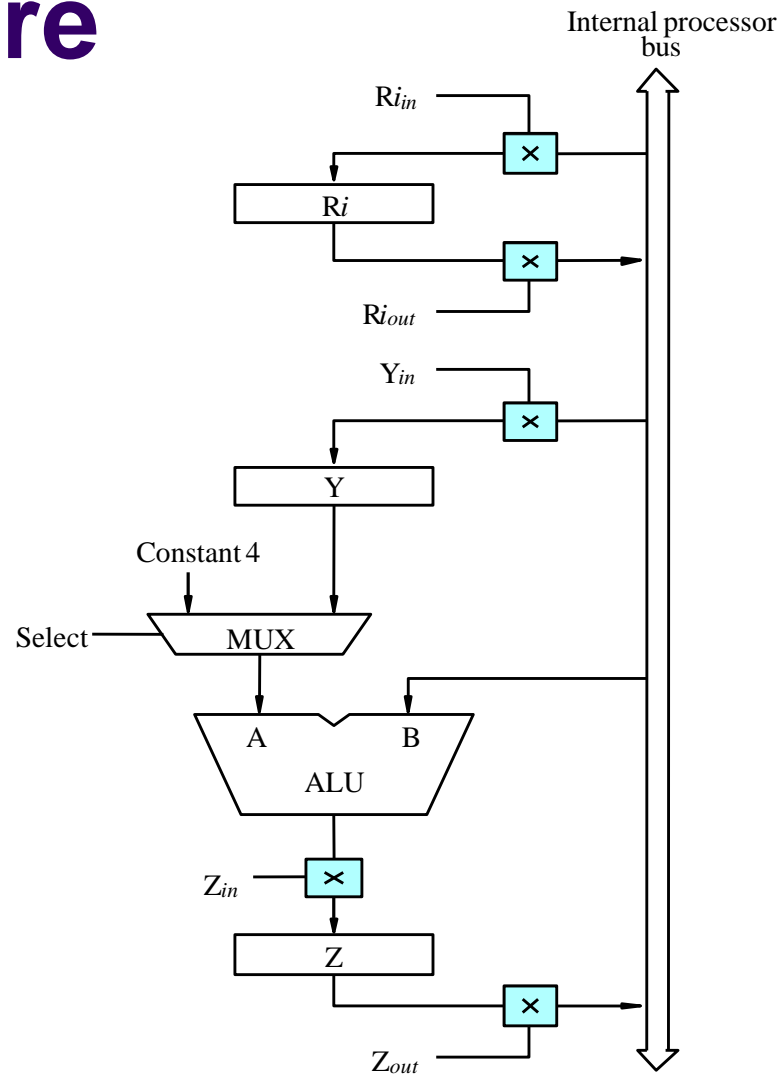 re
Internal processor
bus
Riin
×
Ri
×
Riout
Yin
×
Y
Constant 4
Select
MUX
A
B
ALU
Zin
×
Z
×
Zout